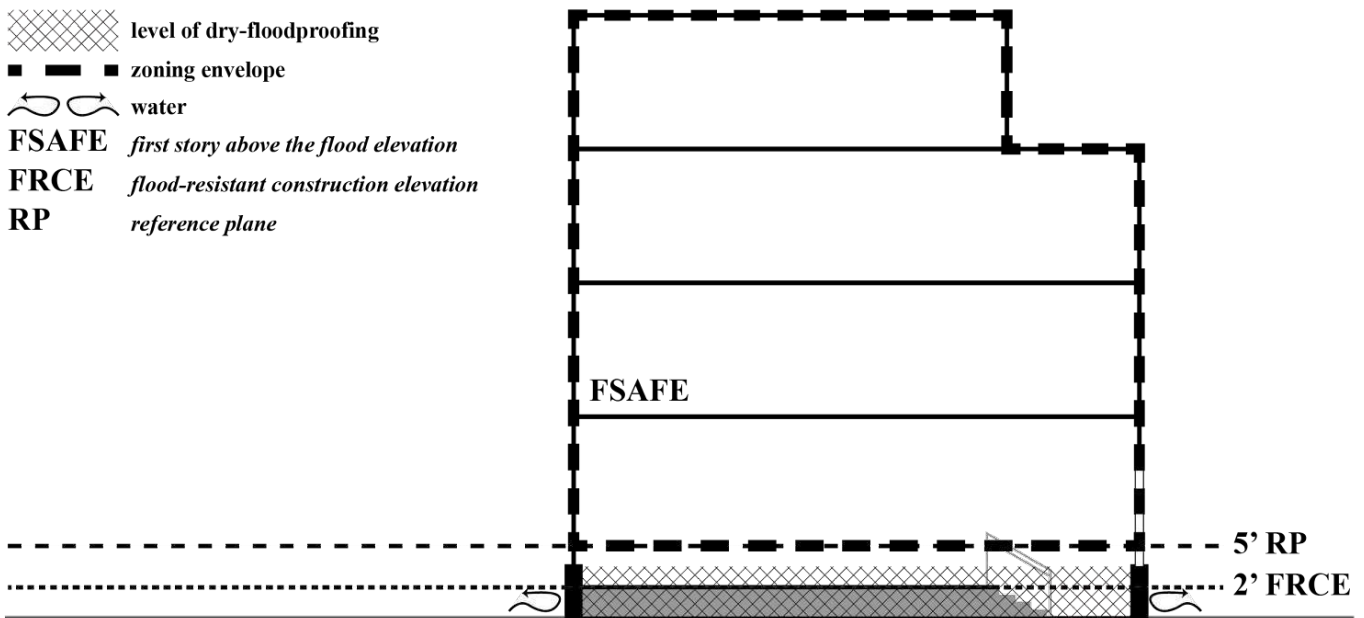 level of dry-floodproofing
zoning envelope
water
FSAFE first story above the flood elevation
FRCE flood-resistant construction elevation
RP reference plane
FSAFE
5’ RP
2’ FRCE